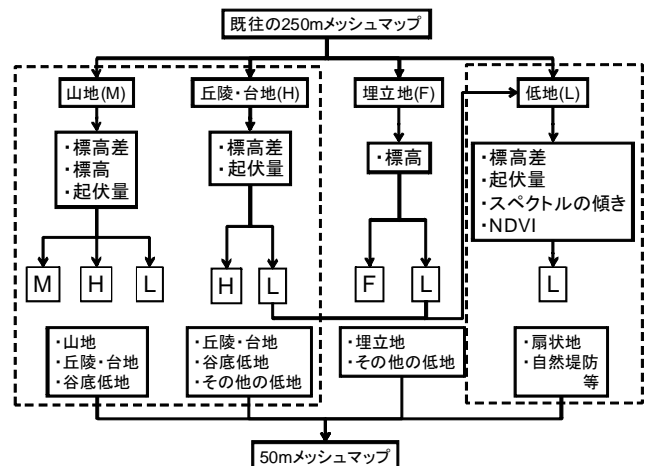 既往の250mメッシュマップ
山地(M)
丘陵・台地(H)
埋立地(F)
低地(L)
・標高差
・標高
・起伏量
・標高差
・起伏量
・標高
・標高差
・起伏量
・スペクトルの傾き
・NDVI
M
H
L
H
L
F
L
L
・山地
・丘陵・台地
・谷底低地
・丘陵・台地
・谷底低地
・その他の低地
・埋立地
・その他の低地
・扇状地
・自然堤防
等
50mメッシュマップ